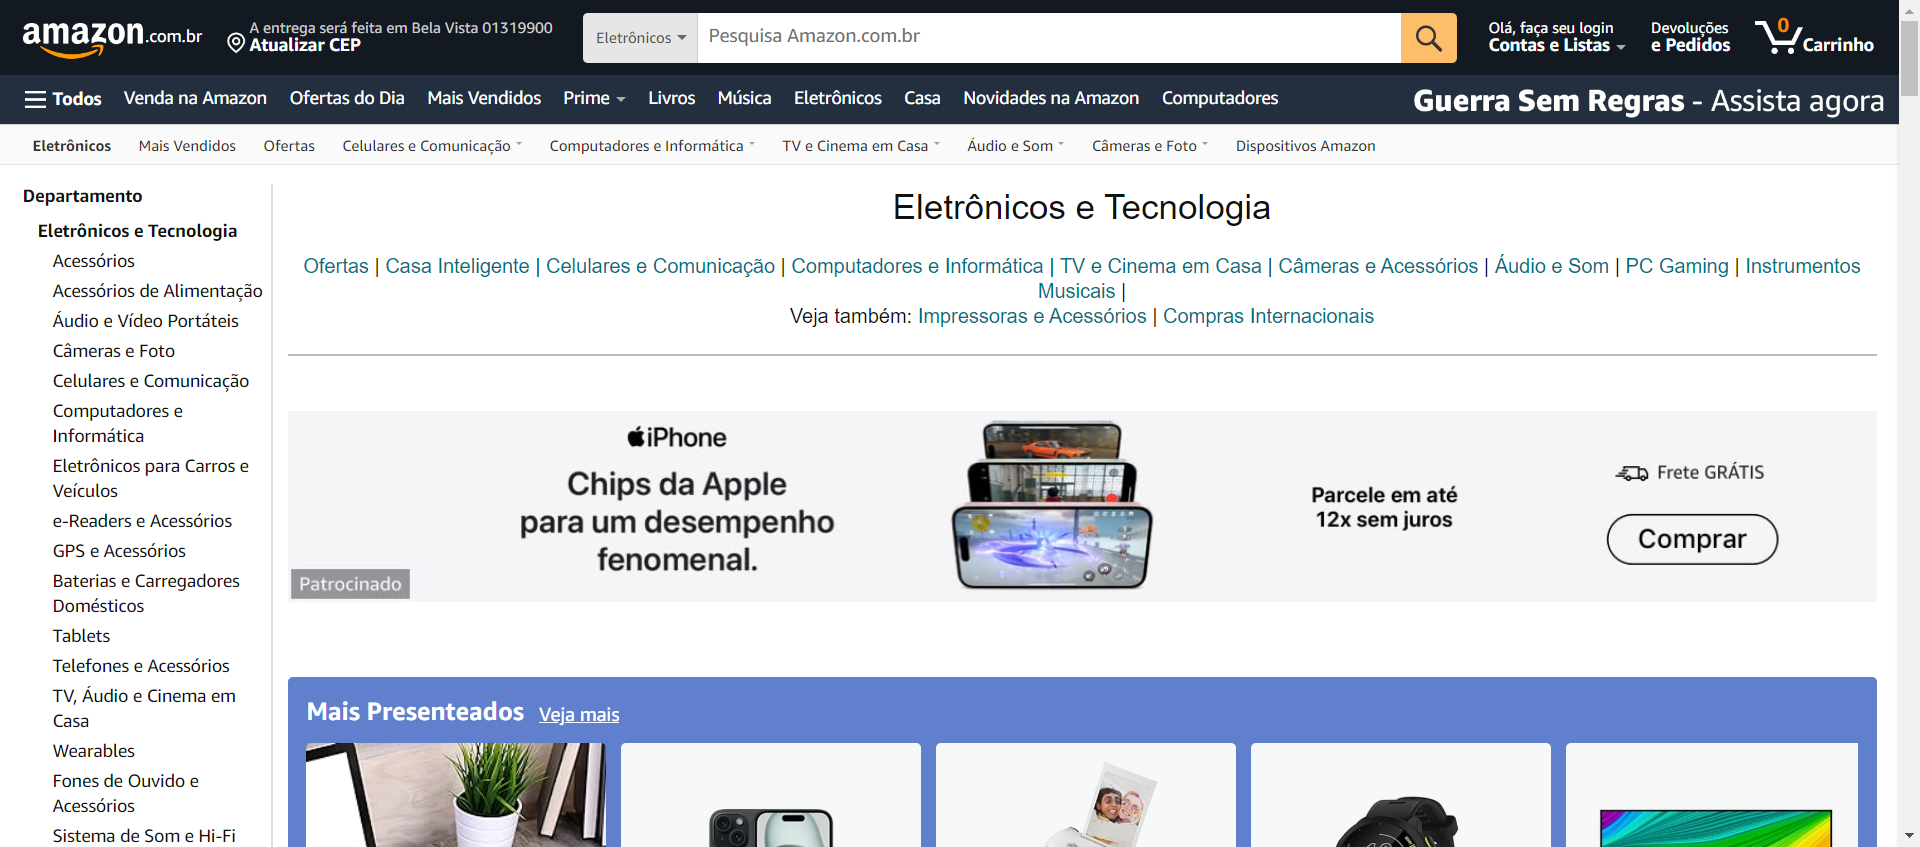 amazon.com.br
A entrega será feita em Bela Vista 01319900
Atualizar CEP
Eletrônicos
Pesquisa Amazon.com.br
Olá, faça seu login
Contas e Listas
Devoluções
e Pedidos
0
Carrinho
Todos
Venda na Amazon
Ofertas do Dia
Mais Vendidos
Prime
Livros
Música
Eletrônicos
Casa
Novidades na Amazon
Computadores
Guerra Sem Regras - Assista agora
Eletrônicos
Mais Vendidos
Ofertas
Celulares e Comunicação
Computadores e Informática
TV e Cinema em Casa
Áudio e Som
Câmeras e Foto
Dispositivos Amazon
Departamento
Eletrônicos e Tecnologia
Acessórios
Acessórios de Alimentação
Áudio e Vídeo Portáteis
Câmeras e Foto
Celulares e Comunicação
Computadores e
Informática
Eletrônicos para Carros e
Veículos
e-Readers e Acessórios
GPS e Acessórios
Baterias e Carregadores
Domésticos
Tablets
Telefones e Acessórios
TV, Áudio e Cinema em
Casa
Wearables
Fones de Ouvido e
Acessórios
Sistema de Som e Hi-Fi
Eletrônicos e Tecnologia
Ofertas | Casa Inteligente | Celulares e Comunicação | Computadores e Informática | TV e Cinema em Casa | Câmeras e Acessórios | Áudio e Som | PC Gaming | Instrumentos
Musicais |
Veja também: Impressoras e Acessórios | Compras Internacionais
iPhone
Chips da Apple
para um desempenho
fenomenal.
Parcele em até
12x sem juros
Frete GRÁTIS
Comprar
Patrocinado
Mais Presenteados
Veja mais